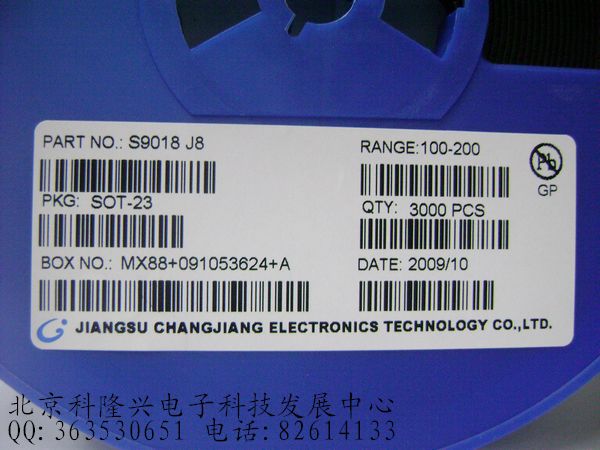 PART NO.: S9018 J8
RANGE:100-200
Pb
GP
PKG: SOT-23
QTY: 3000 PCS
BOX NO.: MX88+091053624+A
DATE: 2009/10
JIANGSU CHANGJIANG ELECTRONICS TECHNOLOGY CO.,LTD.
北京科隆兴电子科技发展中心
QQ: 363530651 电话: 82614133